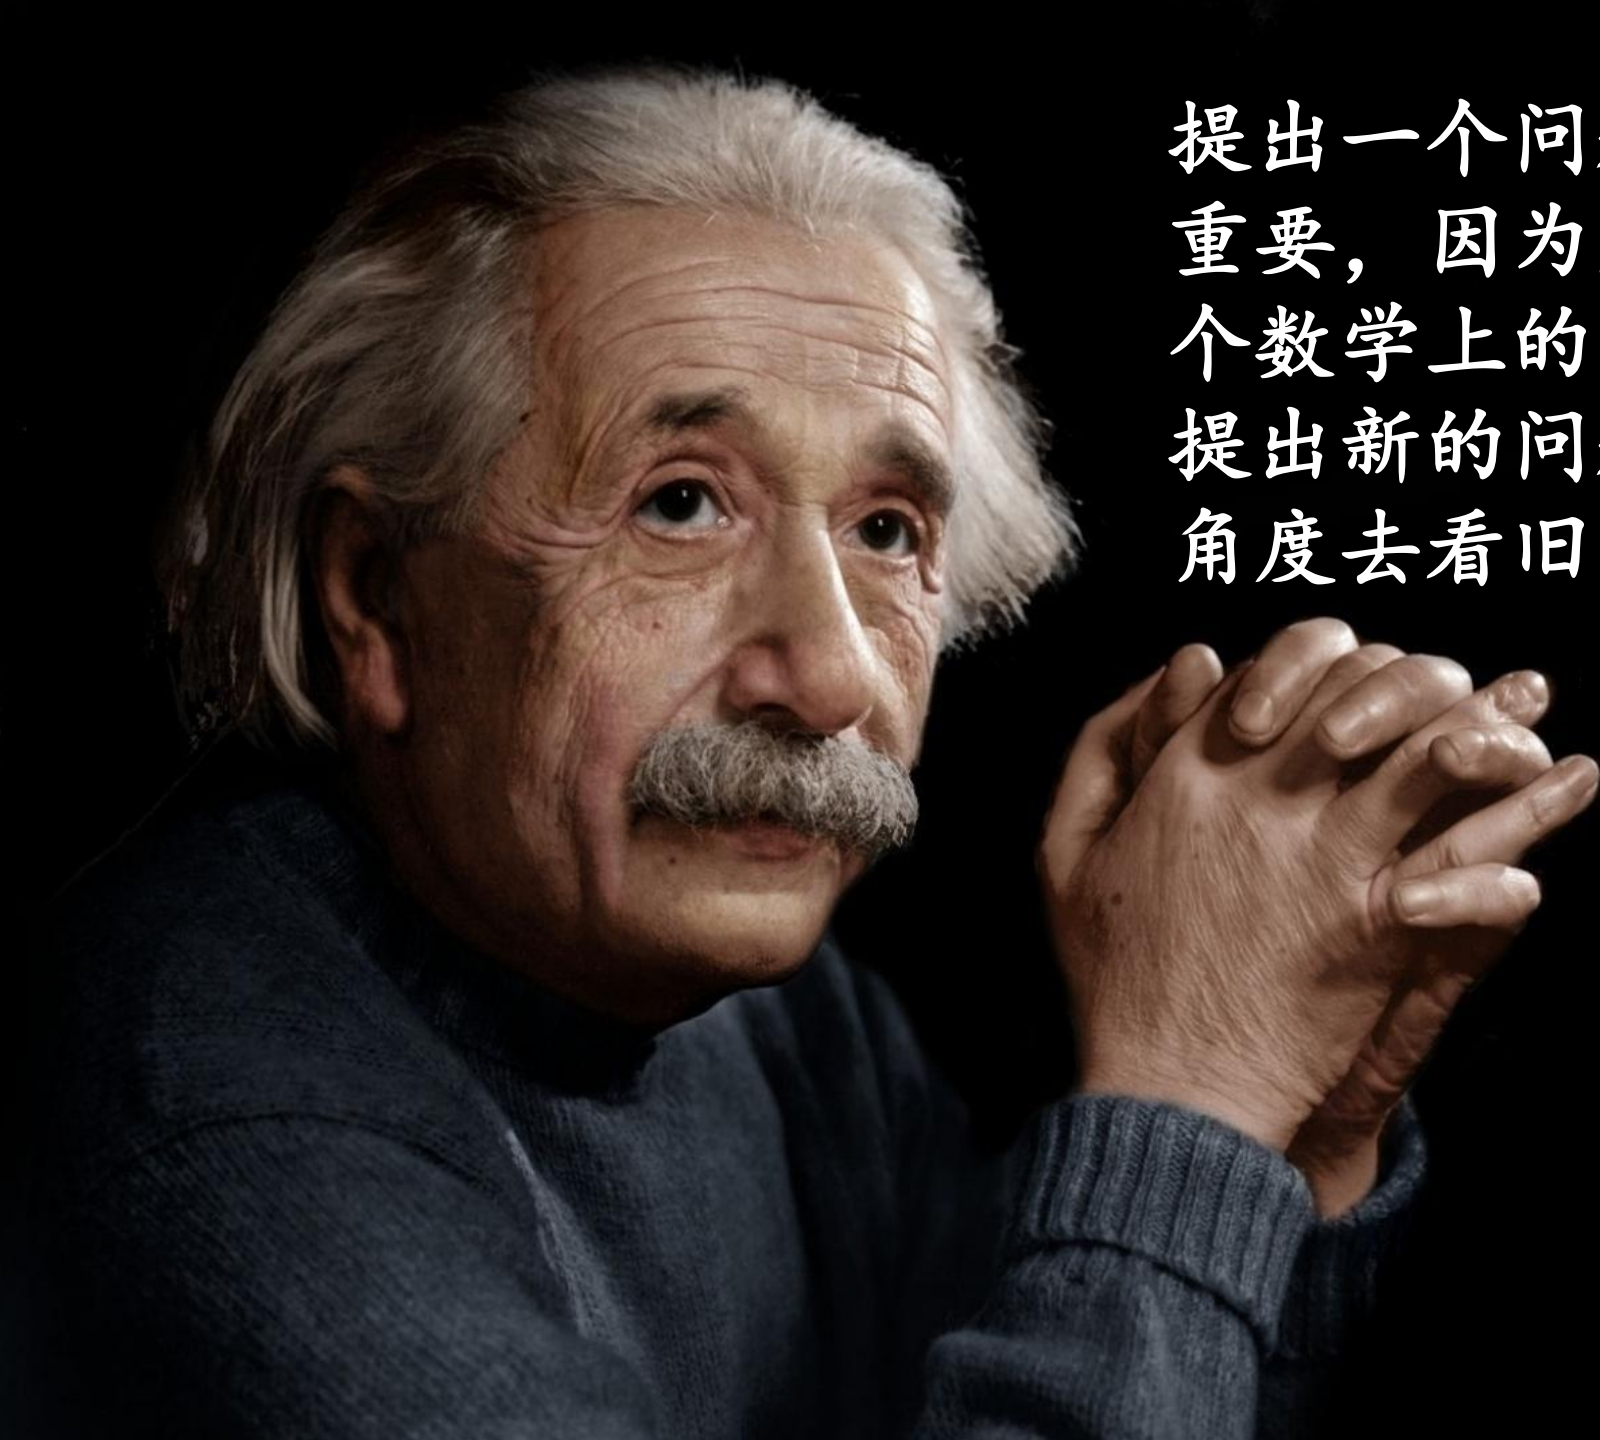 提出一个问
重要，因为
个数学上的
提出新的问
角度去看旧